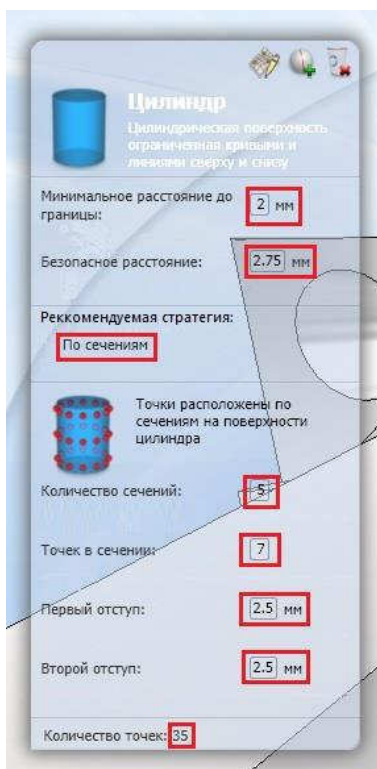 Цилиндр
Цилиндрическая поверхность
ограниченная кривыми и
линиями сверху и снизу
Минимальное расстояние до
границы:
2 мм
Безопасное расстояние:
2.75 мм
Реккомендуемая стратегия:
По сечениям
Точки расположены по
сечениям на поверхности
цилиндра
Количество сечений:
5
Точек в сечении:
7
Первый отступ:
2.5 мм
Второй отступ:
2.5 мм
Количество точек: 35